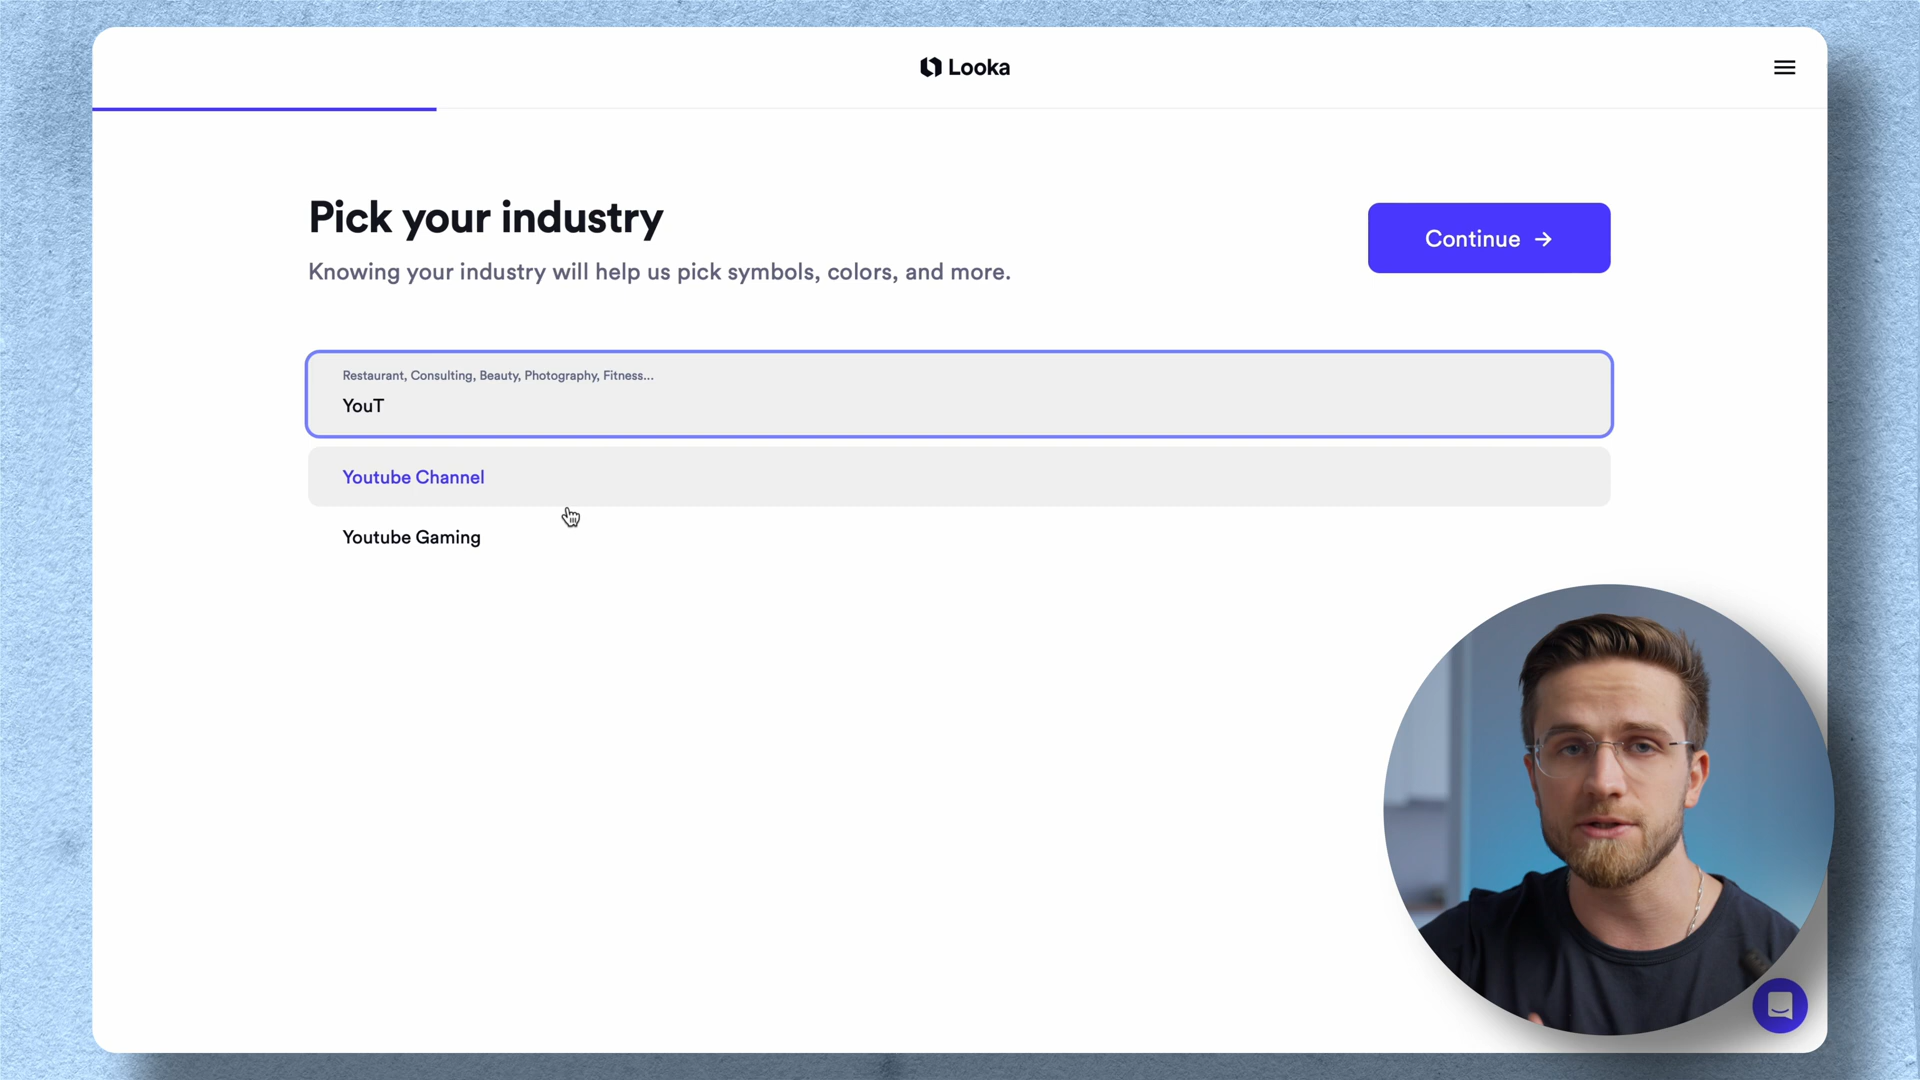 Looka
Pick your industry
Continue →
Knowing your industry will help us pick symbols, colors, and more.
Restaurant, Consulting, Beauty, Photography, Fitness...
YouT
Youtube Channel
Youtube Gaming